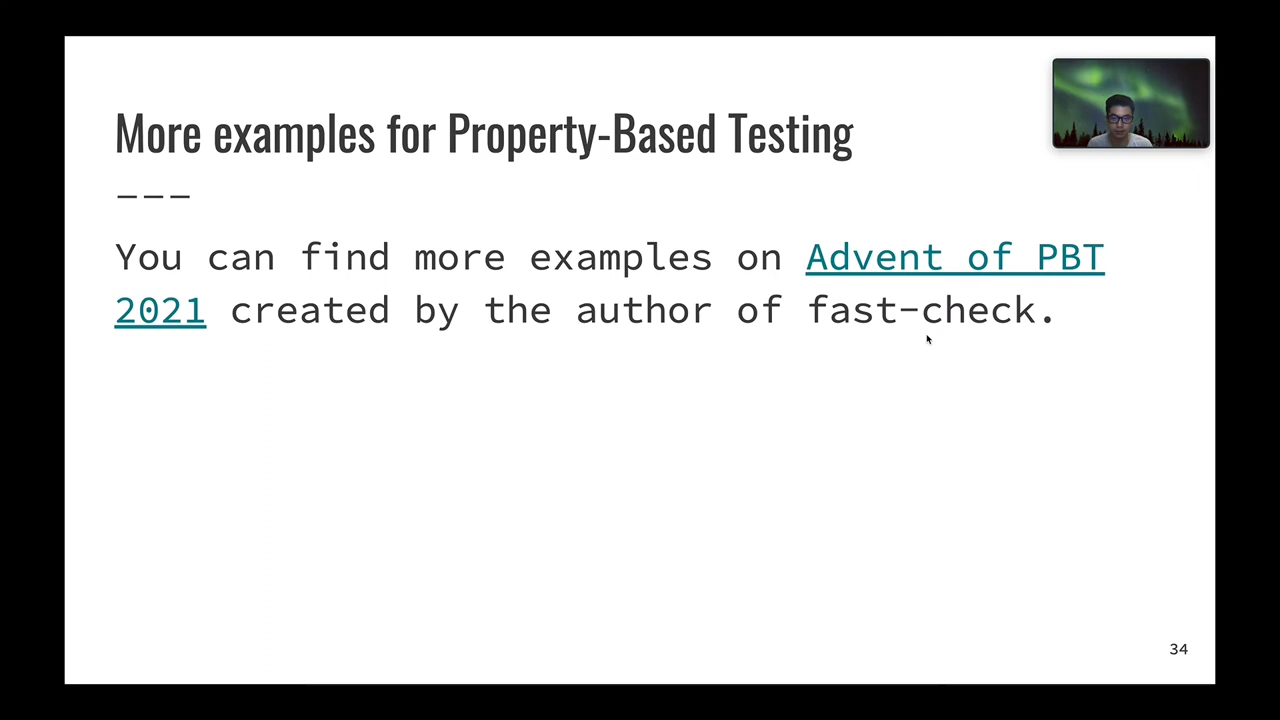 More examples for Property-Based Testing
———
You can find more examples on Advent of PBT
2021 created by the author of fast-check.
34